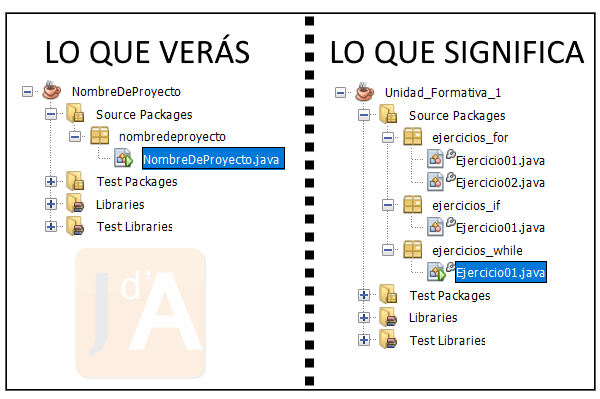 LO QUE VERÁS
NombreDeProyecto
Source Packages
nombredeproyecto
NombreDeProyecto.java
Test Packages
Libraries
Test Libraries
J d'A
LO QUE SIGNIFICA
Unidad_Formativa_1
Source Packages
ejercicios_for
Ejercicio01.java
Ejercicio02.java
ejercicios_if
Ejercicio01.java
ejercicios_while
Ejercicio01.java
Test Packages
Libraries
Test Libraries